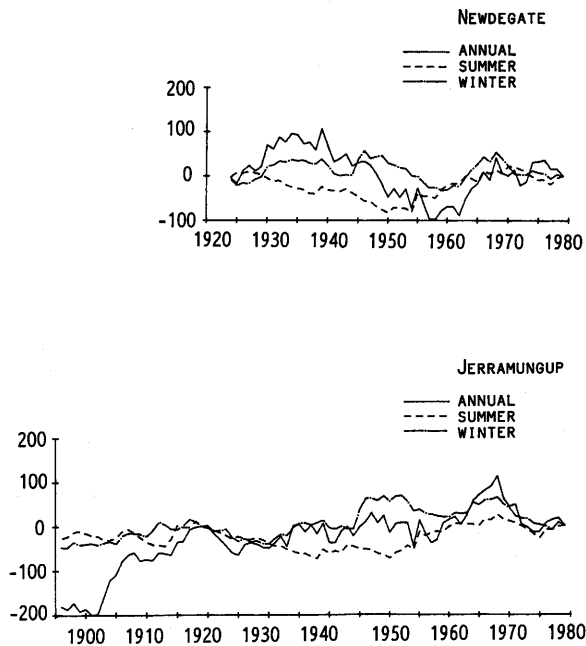 NEWDEGATE
ANNUAL
SUMMER
WINTER
200
100
0
-100
1920 1930 1940 1950 1960 1970 1980
JERRAMUNGUP
ANNUAL
SUMMER
WINTER
200
100
0
-100
-200
1900 1910 1920 1930 1940 1950 1960 1970 1980